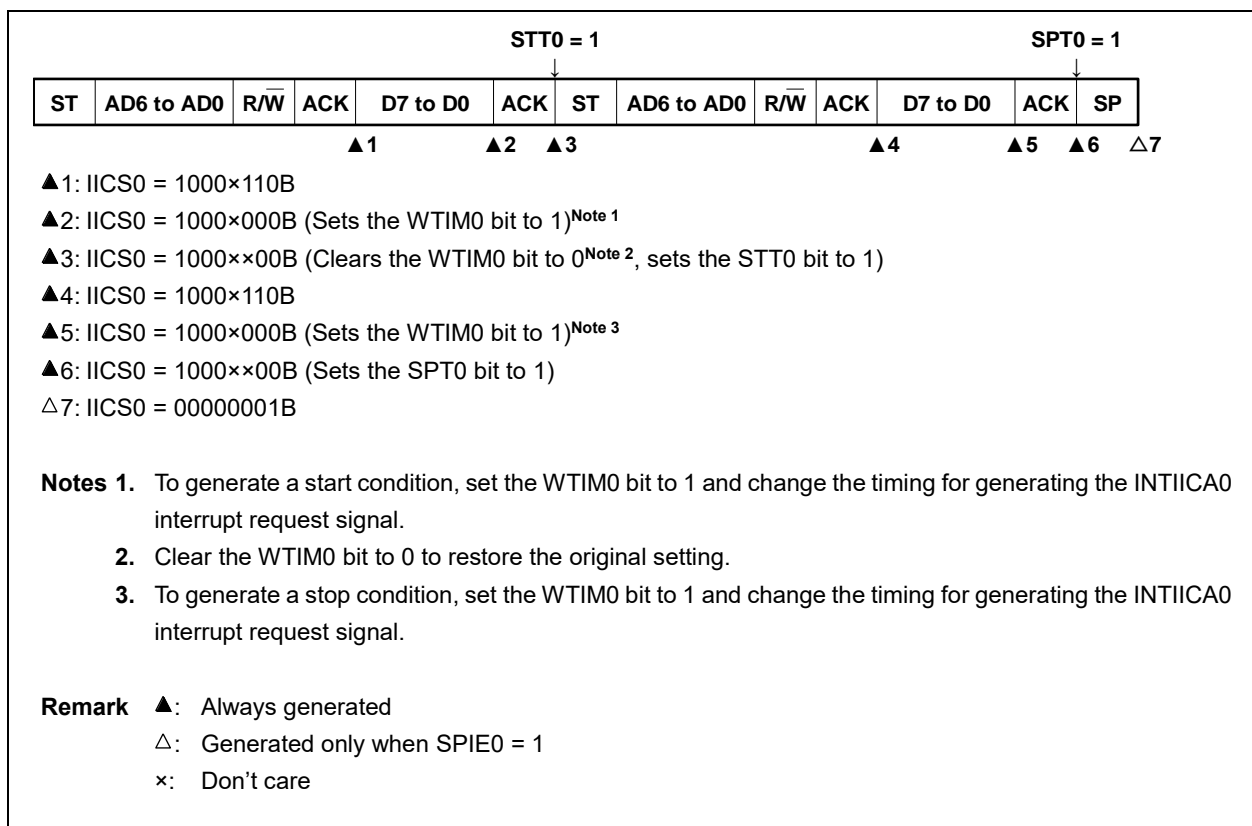 STT0 = 1 SPT0 = 1
↓ ↓
ST AD6 to AD0 R/W̅ ACK D7 to D0 ACK ST AD6 to AD0 R/W̅ ACK D7 to D0 ACK SP
▲1 ▲2 ▲3 ▲4 ▲5 ▲6 △7
▲1: IICS0 = 1000×110B
▲2: IICS0 = 1000×000B (Sets the WTIM0 bit to 1)Note 1
▲3: IICS0 = 1000××00B (Clears the WTIM0 bit to 0Note 2, sets the STT0 bit to 1)
▲4: IICS0 = 1000×110B
▲5: IICS0 = 1000×000B (Sets the WTIM0 bit to 1)Note 3
▲6: IICS0 = 1000××00B (Sets the SPT0 bit to 1)
△7: IICS0 = 00000001B
Notes 1. To generate a start condition, set the WTIM0 bit to 1 and change the timing for generating the INTIICA0
interrupt request signal.
2. Clear the WTIM0 bit to 0 to restore the original setting.
3. To generate a stop condition, set the WTIM0 bit to 1 and change the timing for generating the INTIICA0
interrupt request signal.
Remark ▲: Always generated
△: Generated only when SPIE0 = 1
×: Don’t care